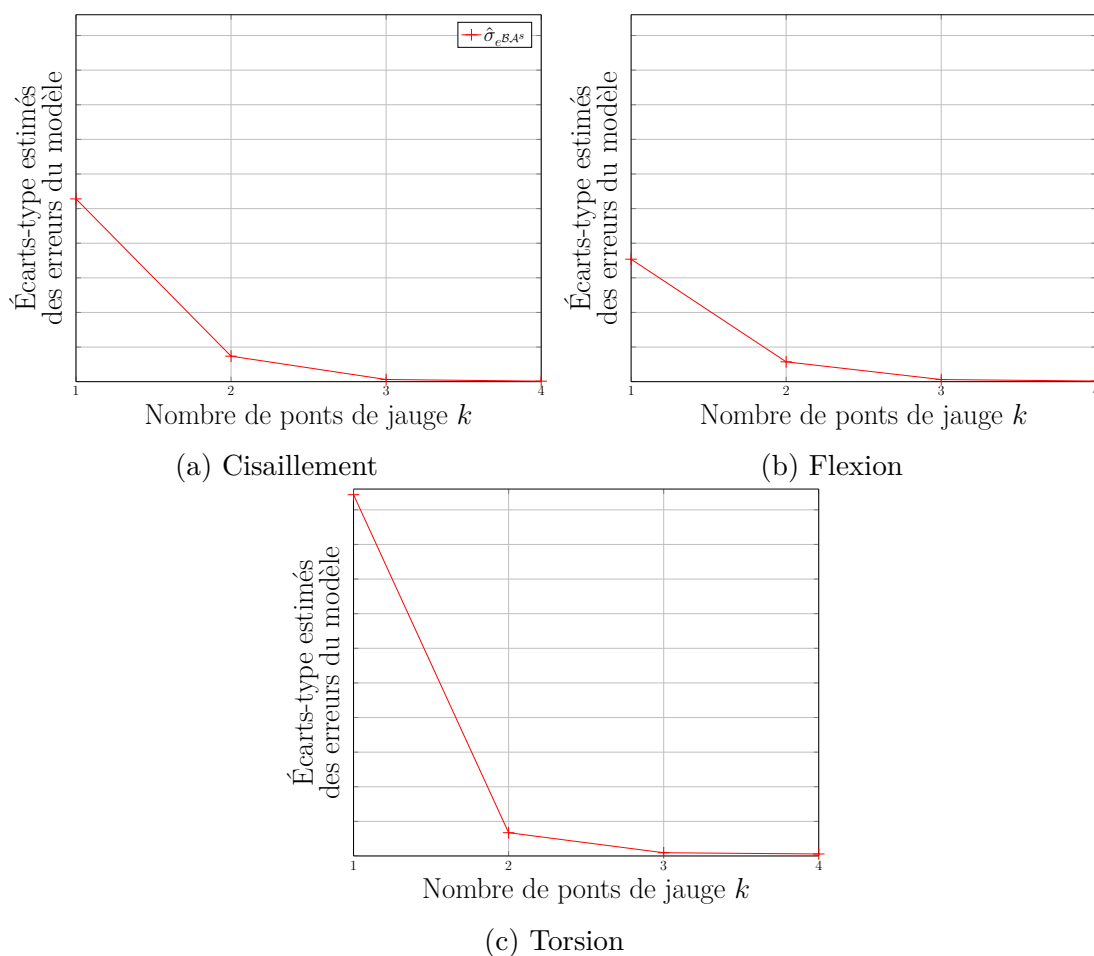 Écarts-type estimés
des erreurs du modèle
σ̂_{e^{BA^s}}
1 2 3 4
Nombre de ponts de jauge k
(a) Cisaillement
Écarts-type estimés
des erreurs du modèle
1 2 3 4
Nombre de ponts de jauge k
(b) Flexion
Écarts-type estimés
des erreurs du modèle
1 2 3 4
Nombre de ponts de jauge k
(c) Torsion